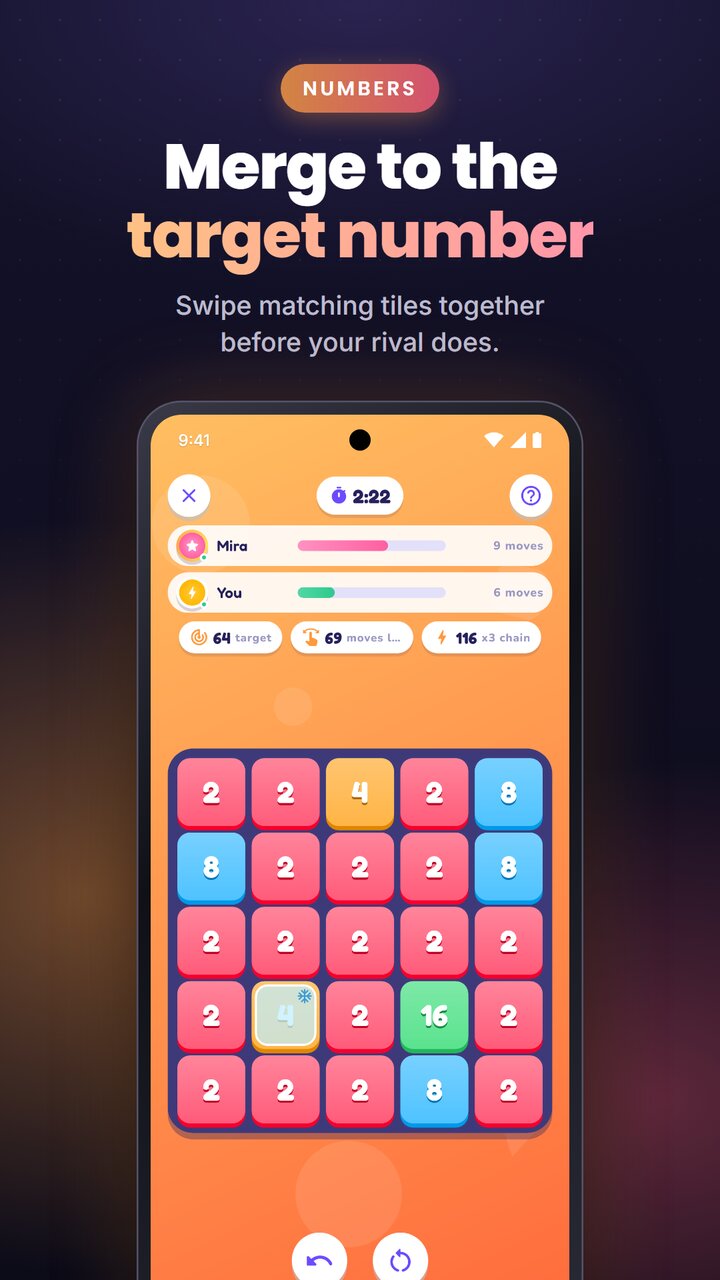 NUMBERS
Merge to the
target number
Swipe matching tiles together
before your rival does.
9:41
2:22
Mira 9 moves
You 6 moves
64 target 69 moves l... 116 x3 chain
2 2 4 2 8
8 2 2 2 8
2 2 2 2 2
2 4 2 16 2
2 2 2 8 2